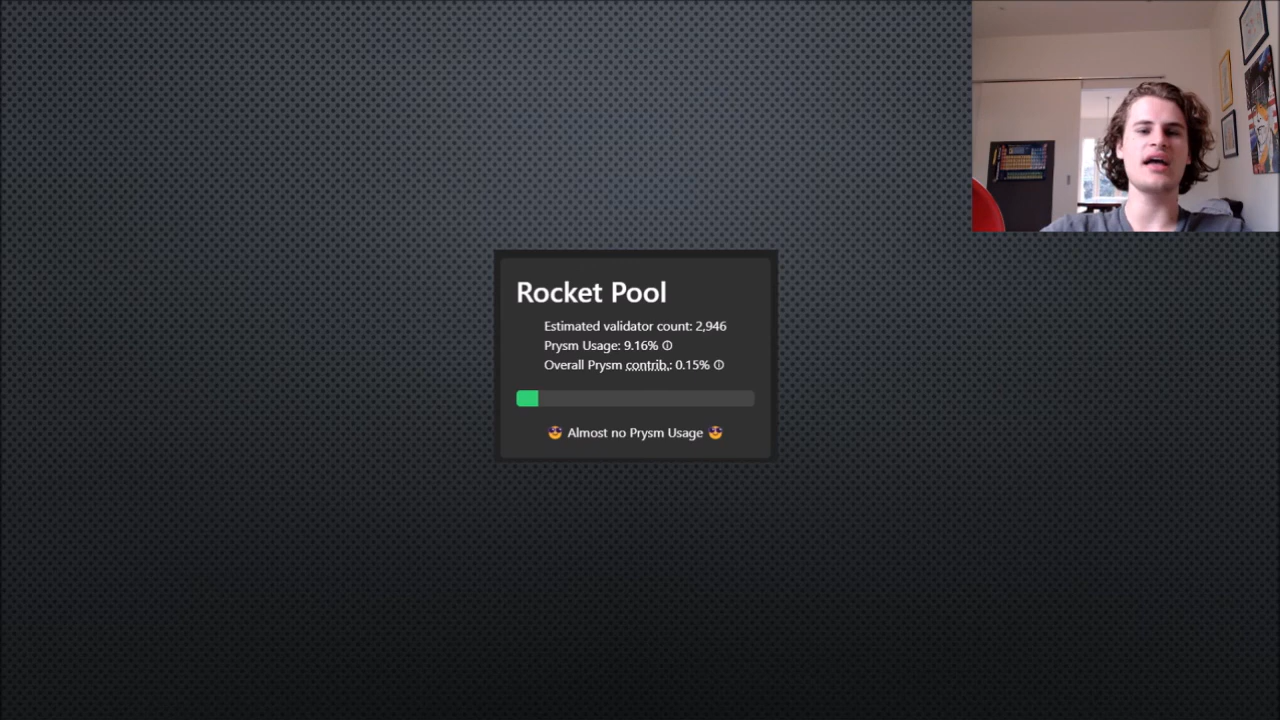 Rocket Pool
Estimated validator count: 2,946
Prysm Usage: 9.16% ⓘ
Overall Prysm contrib.: 0.15% ⓘ
😎 Almost no Prysm Usage 😎